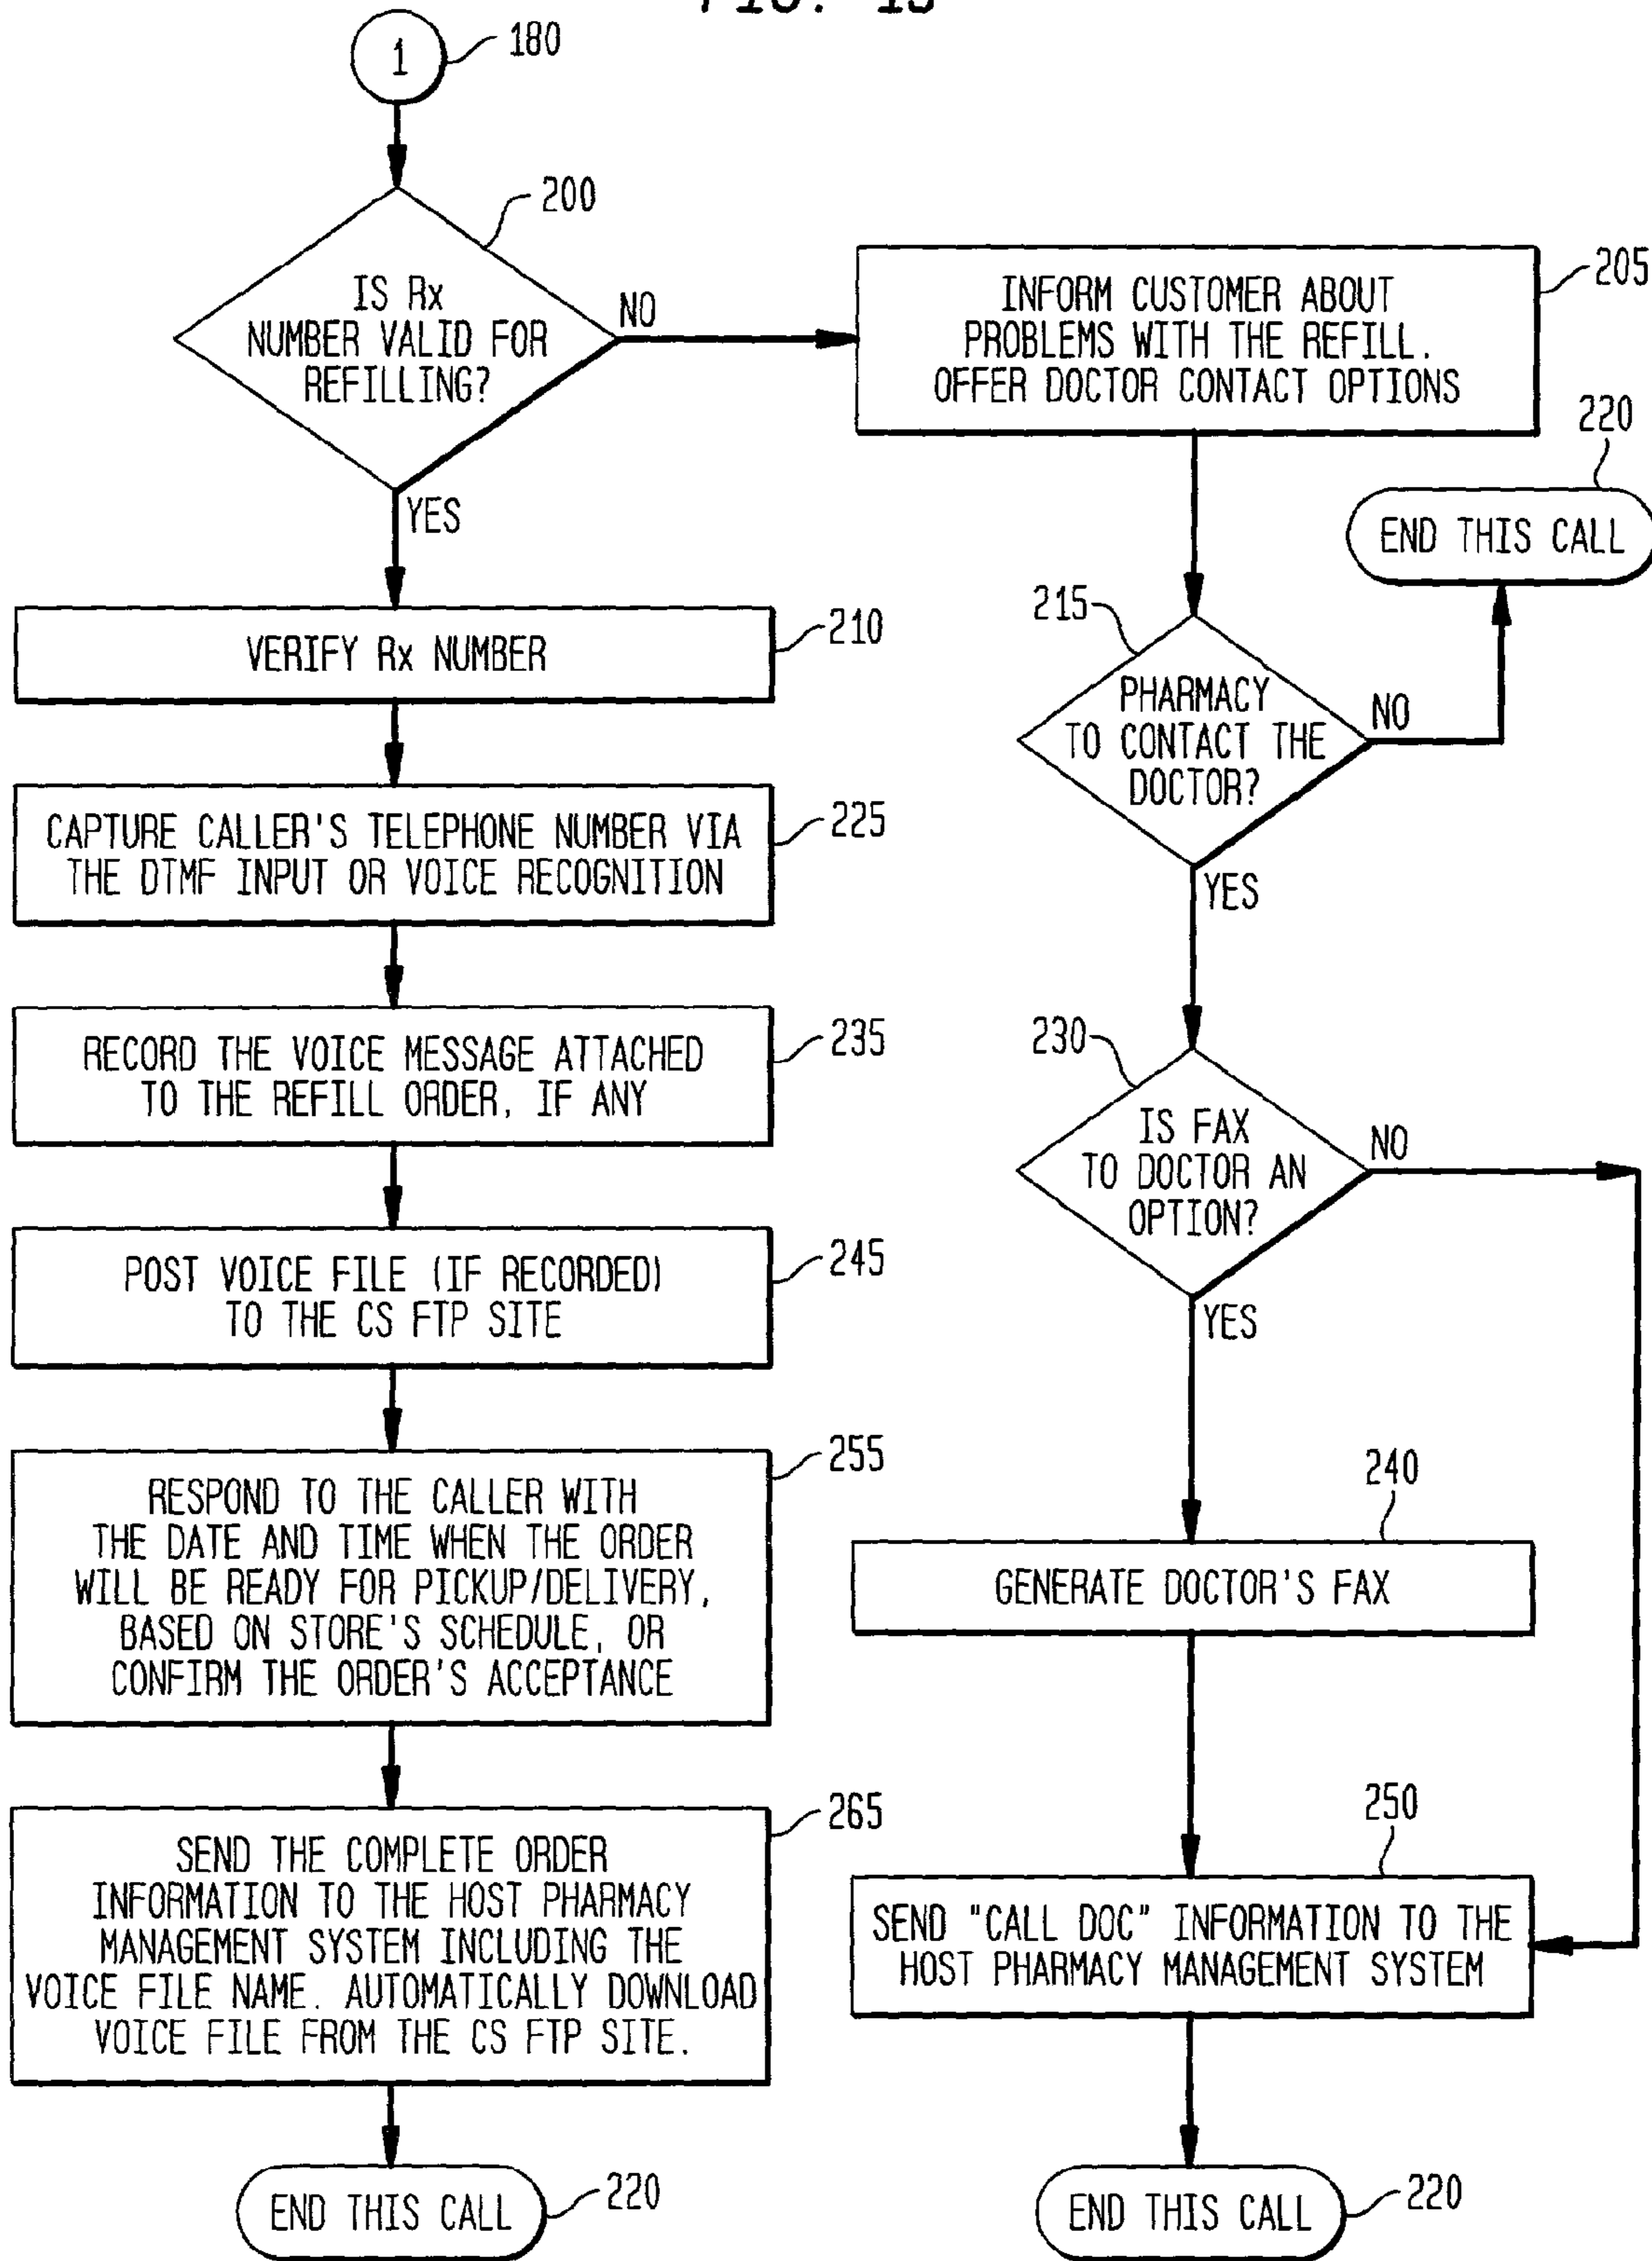 1
180
200
IS Rx
NUMBER VALID FOR
REFILLING?
NO
YES
205
INFORM CUSTOMER ABOUT
PROBLEMS WITH THE REFILL.
OFFER DOCTOR CONTACT OPTIONS
220
END THIS CALL
210
VERIFY Rx NUMBER
215
PHARMACY
TO CONTACT THE
DOCTOR?
NO
YES
225
CAPTURE CALLER'S TELEPHONE NUMBER VIA
THE DTMF INPUT OR VOICE RECOGNITION
235
RECORD THE VOICE MESSAGE ATTACHED
TO THE REFILL ORDER, IF ANY
230
IS FAX
TO DOCTOR AN
OPTION?
NO
YES
245
POST VOICE FILE (IF RECORDED)
TO THE CS FTP SITE
255
RESPOND TO THE CALLER WITH
THE DATE AND TIME WHEN THE ORDER
WILL BE READY FOR PICKUP/DELIVERY,
BASED ON STORE'S SCHEDULE, OR
CONFIRM THE ORDER'S ACCEPTANCE
240
GENERATE DOCTOR'S FAX
265
SEND THE COMPLETE ORDER
INFORMATION TO THE HOST PHARMACY
MANAGEMENT SYSTEM INCLUDING THE
VOICE FILE NAME. AUTOMATICALLY DOWNLOAD
VOICE FILE FROM THE CS FTP SITE.
250
SEND "CALL DOC" INFORMATION TO THE
HOST PHARMACY MANAGEMENT SYSTEM
END THIS CALL
220
END THIS CALL
220